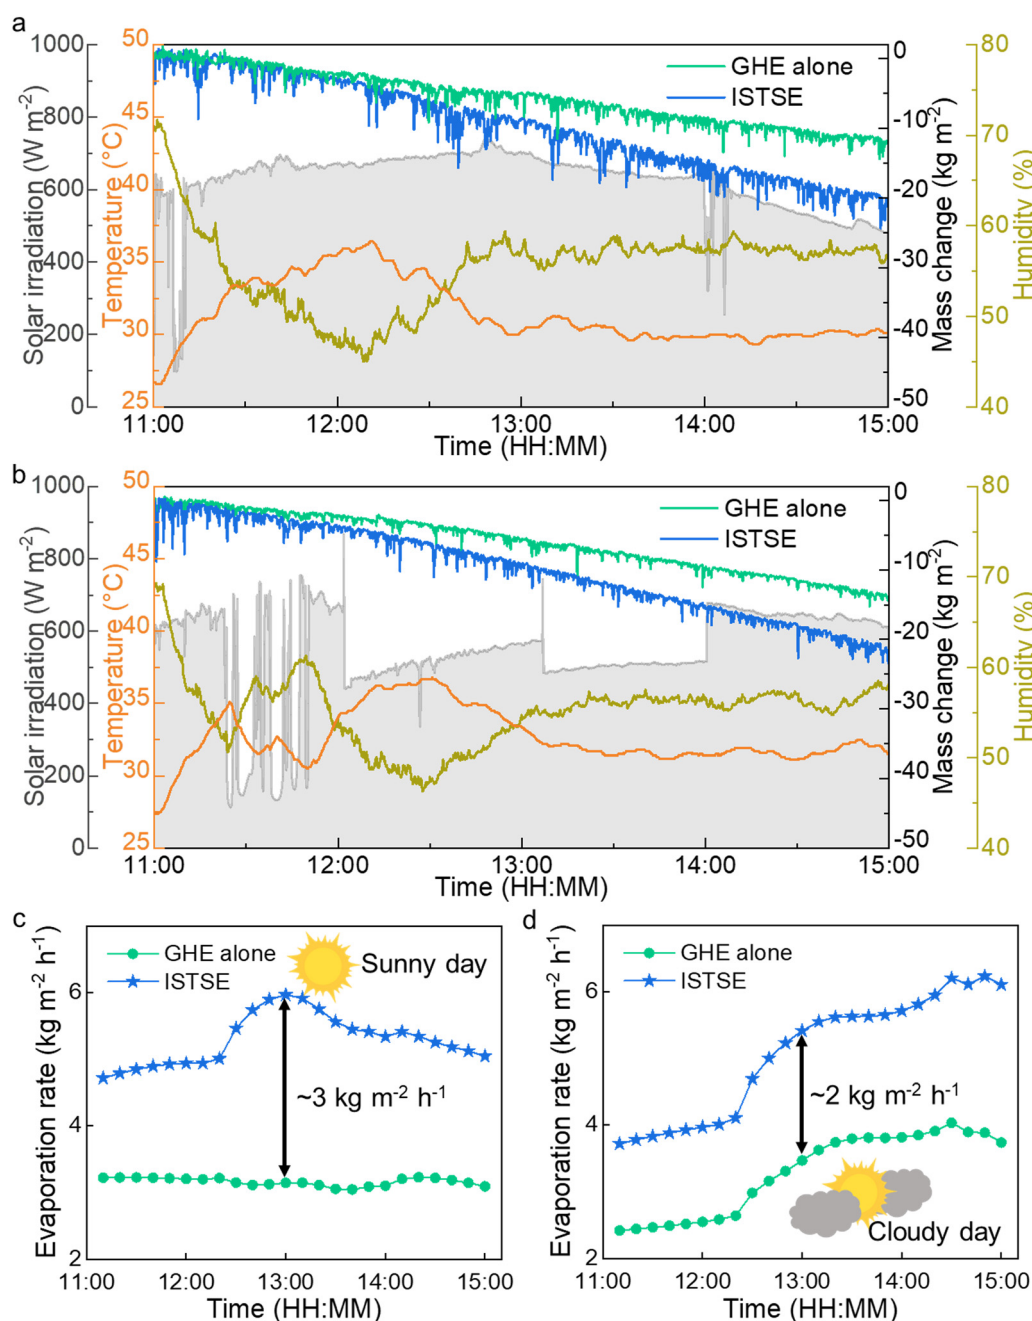 a
GHE alone
ISTSE
Solar irradiation (W m-2)
1000
800
600
400
200
0
Temperature (°C)
50
45
40
35
30
25
Mass change (kg m-2)
0
-10
-20
-30
-40
-50
Humidity (%)
80
70
60
50
40
11:00 12:00 13:00 14:00 15:00
Time (HH:MM)
b
GHE alone
ISTSE
Solar irradiation (W m-2)
1000
800
600
400
200
0
Temperature (°C)
50
45
40
35
30
25
Mass change (kg m-2)
0
-10
-20
-30
-40
-50
Humidity (%)
80
70
60
50
40
11:00 12:00 13:00 14:00 15:00
Time (HH:MM)
c
GHE alone
ISTSE
Sunny day
~3 kg m-2 h-1
Evaporation rate (kg m-2 h-1)
6
4
2
11:00 12:00 13:00 14:00 15:00
Time (HH:MM)
d
GHE alone
ISTSE
~2 kg m-2 h-1
Cloudy day
Evaporation rate (kg m-2 h-1)
6
4
2
11:00 12:00 13:00 14:00 15:00
Time (HH:MM)